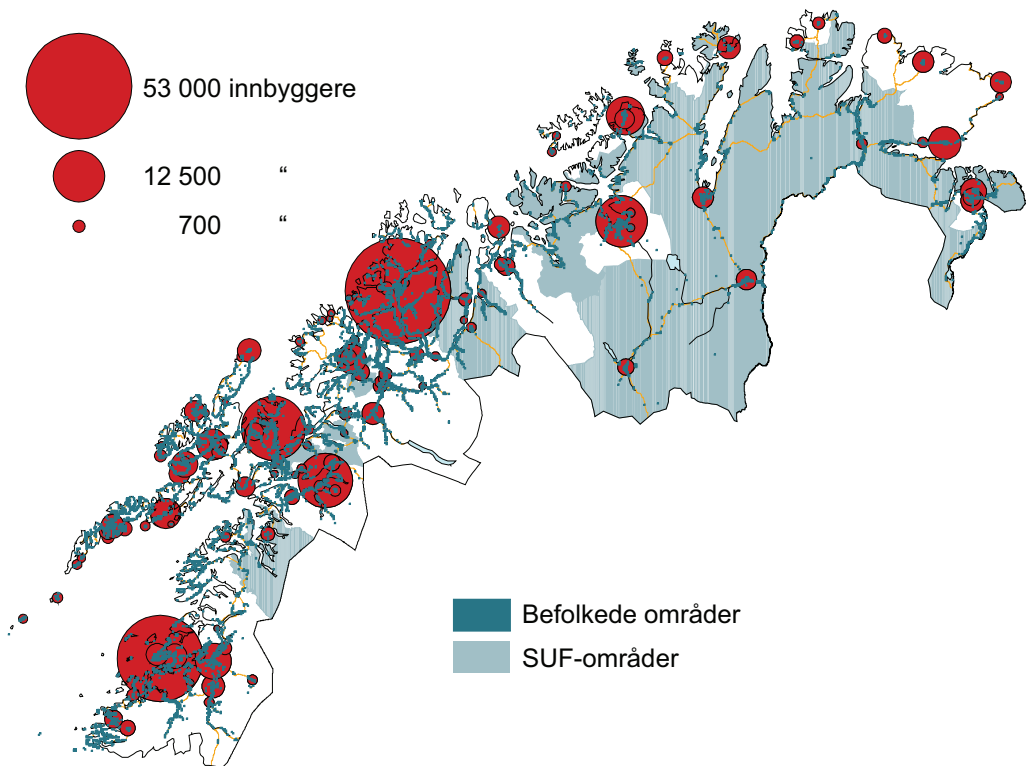 53 000 innbyggere
12 500 “
700 “
Befolkede områder
SUF-områder